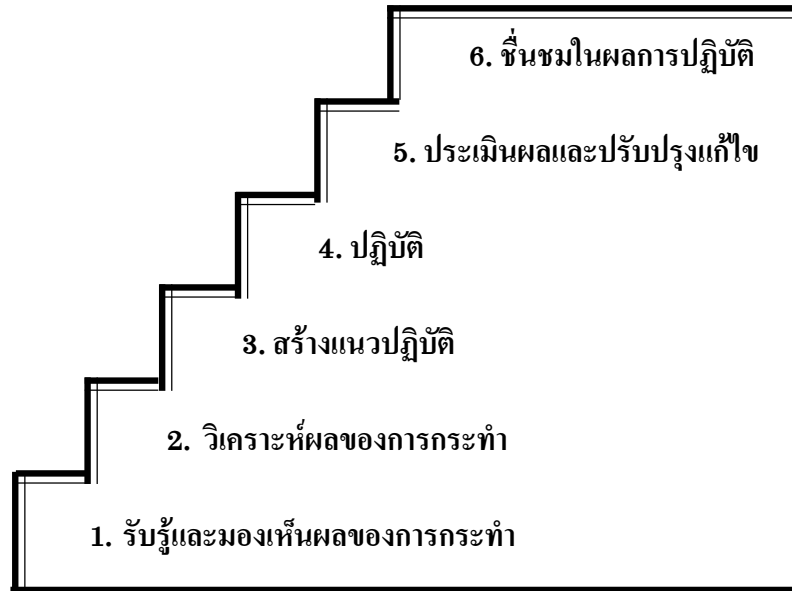 6. ชื่นชมในผลการปฏิบัติ
5. ประเมินผลและปรับปรุงแก้ไข
4. ปฏิบัติ
3. สร้างแนวปฏิบัติ
2. วิเคราะห์ผลของการกระทำ
1. รับรู้และมองเห็นผลของการกระทำ